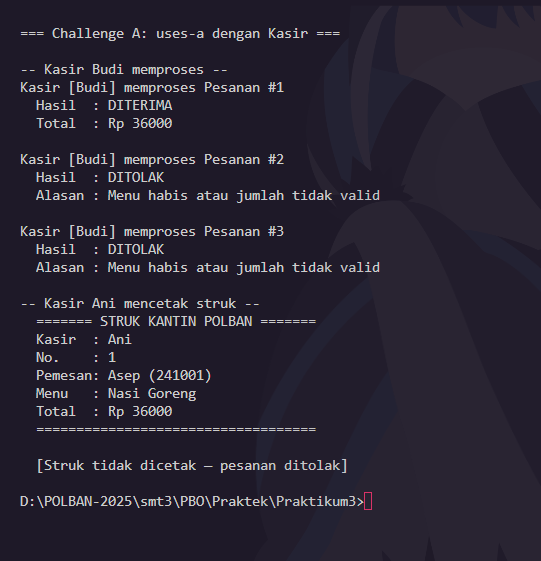 === Challenge A: uses-a dengan Kasir ===
-- Kasir Budi memproses --
Kasir [Budi] memproses Pesanan #1
Hasil  : DITERIMA
Total  : Rp 36000
Kasir [Budi] memproses Pesanan #2
Hasil  : DITOLAK
Alasan : Menu habis atau jumlah tidak valid
Kasir [Budi] memproses Pesanan #3
Hasil  : DITOLAK
Alasan : Menu habis atau jumlah tidak valid
-- Kasir Ani mencetak struk --
======= STRUK KANTIN POLBAN =======
Kasir  : Ani
No.    : 1
Pemesan: Asep (241001)
Menu   : Nasi Goreng
Total  : Rp 36000
===================================
[Struk tidak dicetak — pesanan ditolak]
D:\POLBAN-2025\smt3\PBO\Praktek\Praktikum3>